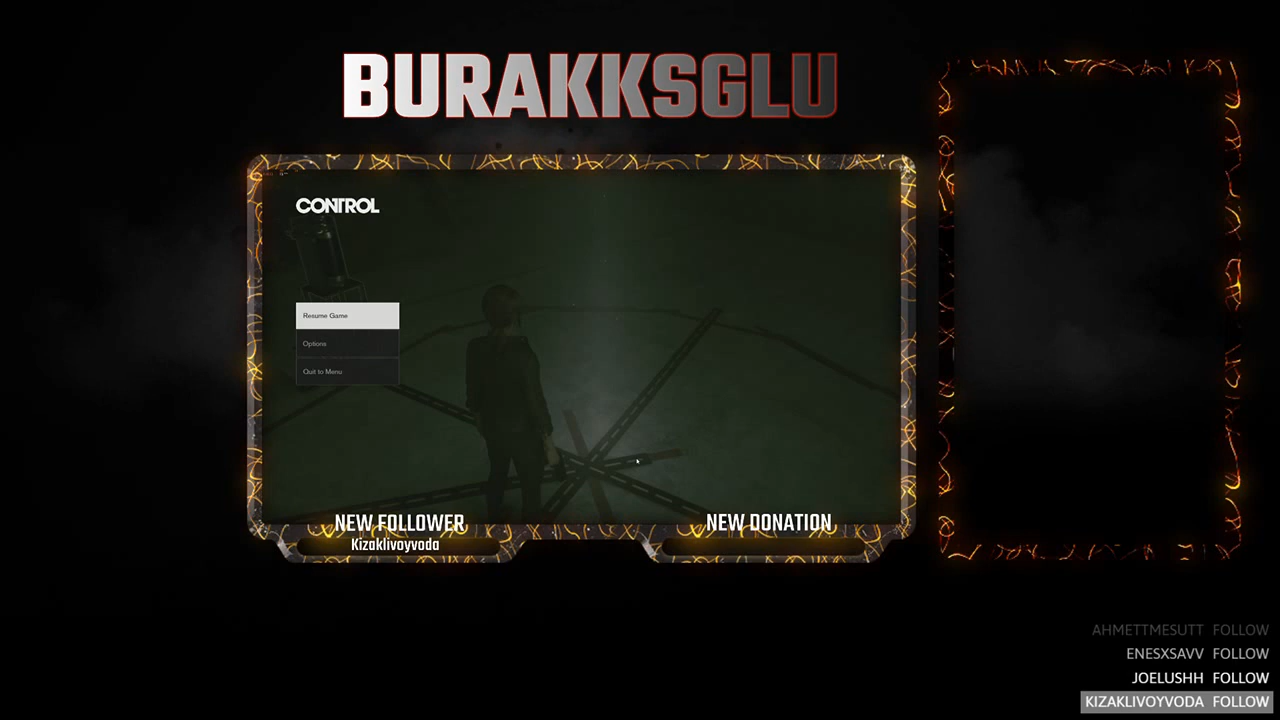 BURAKKSGLU
CONTROL
Resume Game
Options
Quit to Menu
NEW FOLLOWER
Kizaklivoyvoda
NEW DONATION
AHMETTMESUTT FOLLOW
ENESXSAVV FOLLOW
JOELUSHH FOLLOW
KIZAKLIVOYVODA FOLLOW